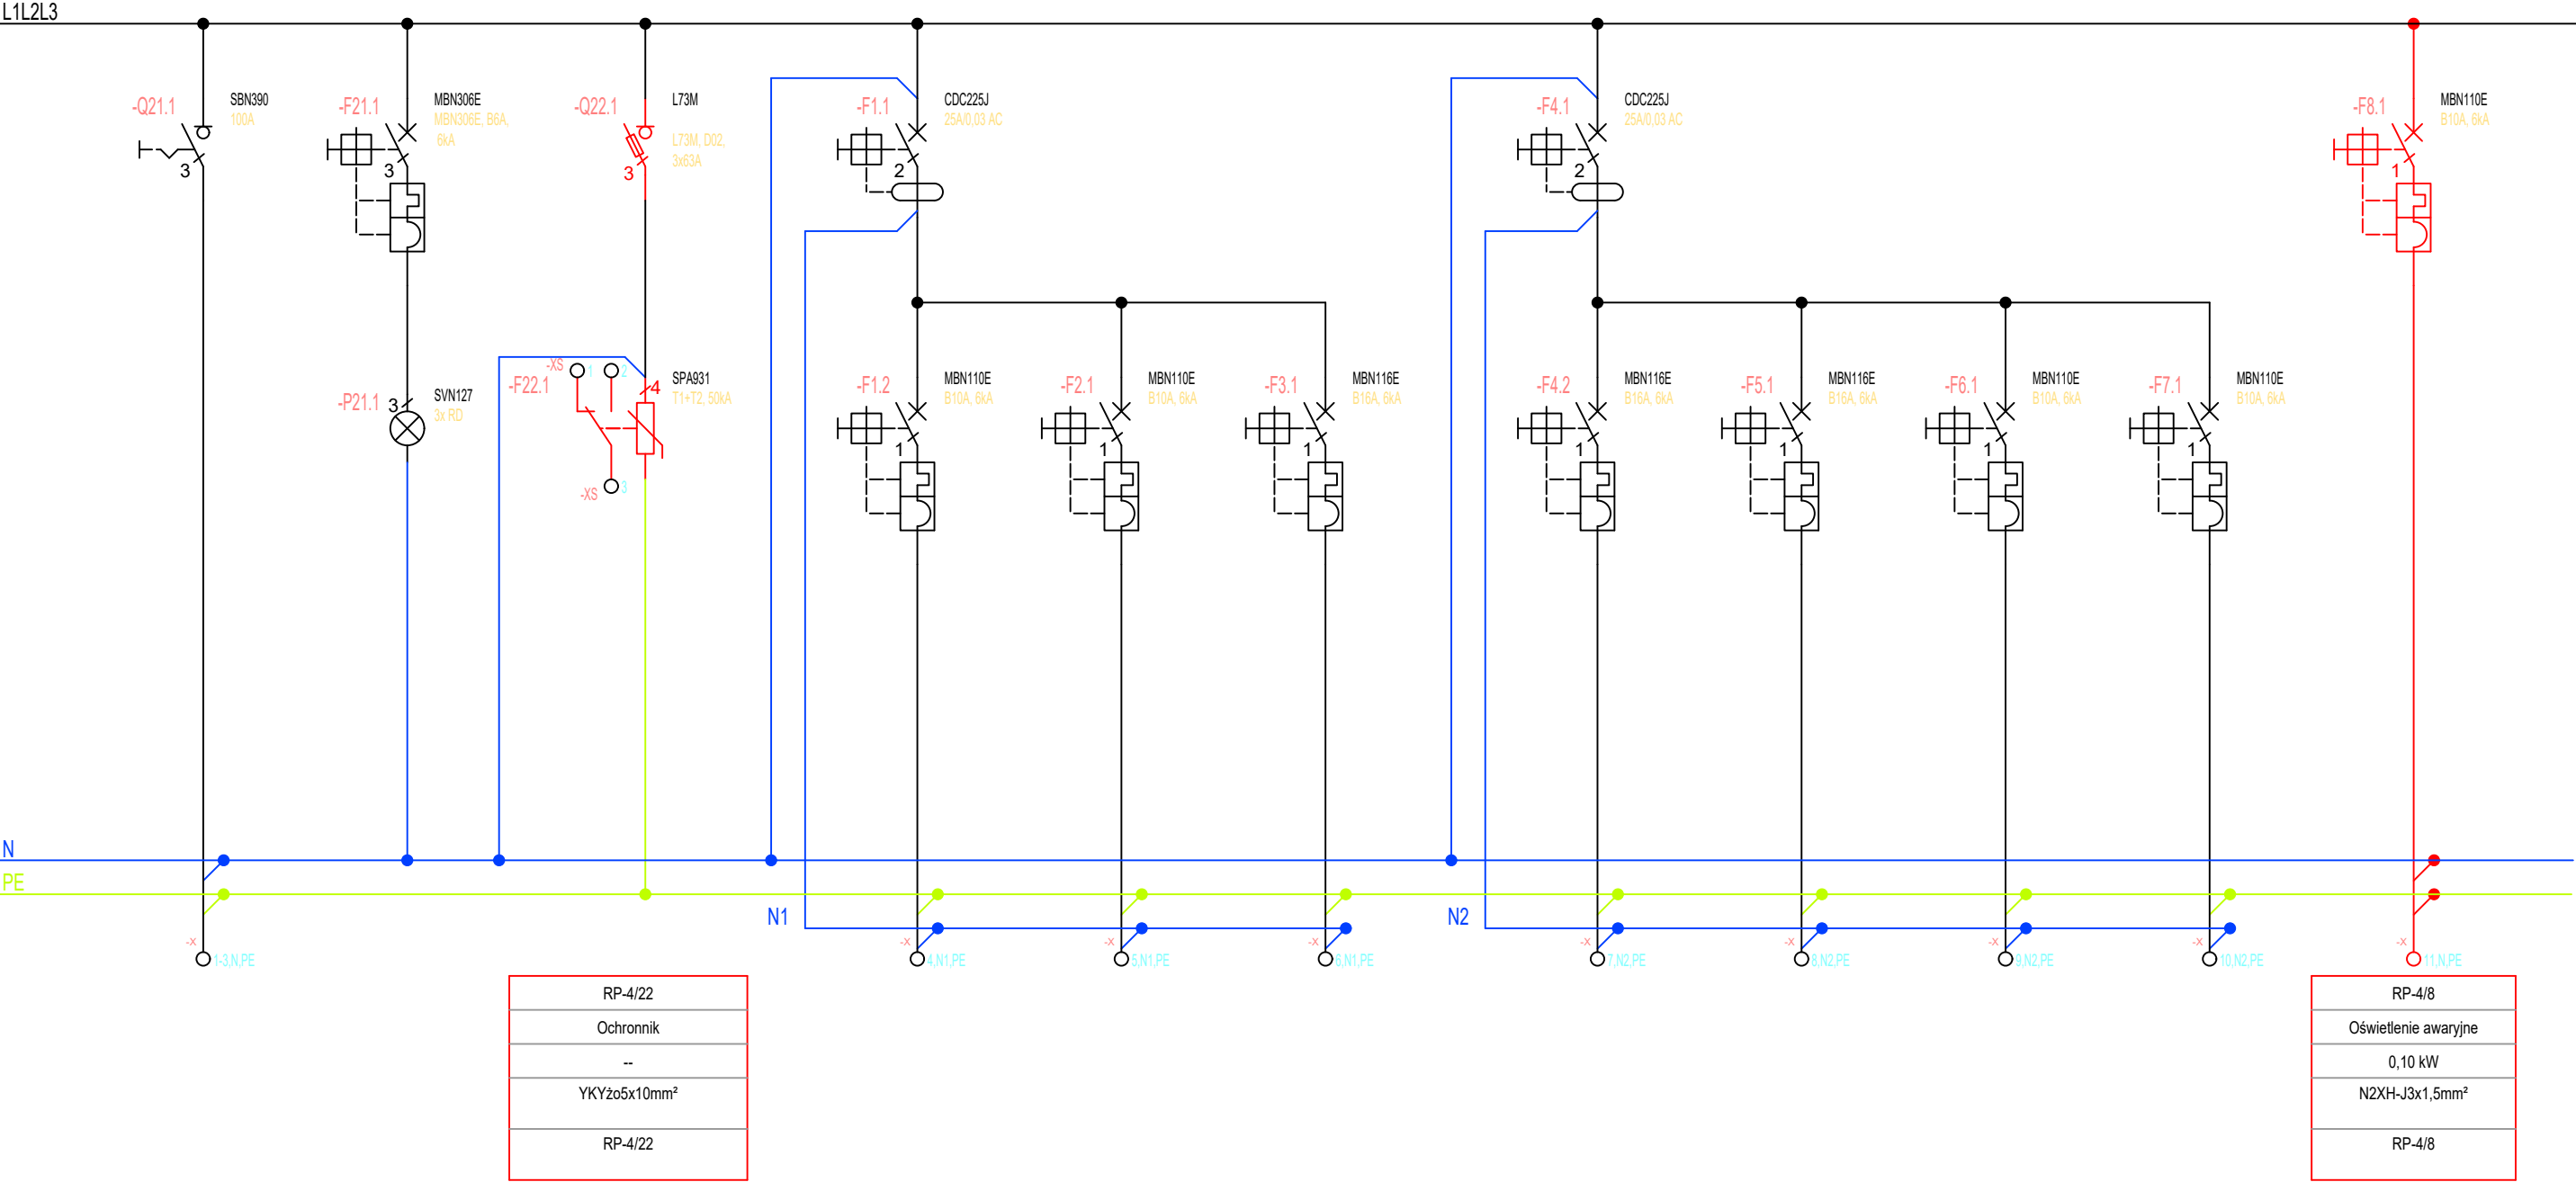 L1L2L3
-Q21.1
SBN390
100A
3
-F21.1
MBN306E
MBN306E, B6A,
6kA
3
-Q22.1
L73M
L73M, D02,
3x63A
3
-F1.1
CDC225J
25A/0,03 AC
2
-F4.1
CDC225J
25A/0,03 AC
2
-F8.1
MBN110E
B10A, 6kA
1
-P21.1
3
SVN127
3x RD
-F22.1
-XS
1
2
4
SPA931
T1+T2, 50kA
-XS
3
-F1.2
MBN110E
B10A, 6kA
1
-F2.1
MBN110E
B10A, 6kA
1
-F3.1
MBN116E
B16A, 6kA
1
-F4.2
MBN116E
B16A, 6kA
1
-F5.1
MBN116E
B16A, 6kA
1
-F6.1
MBN110E
B10A, 6kA
1
-F7.1
MBN110E
B10A, 6kA
1
N
PE
N1
N2
-X
1-3,N,PE
-X
4,N1,PE
-X
5,N1,PE
-X
6,N1,PE
-X
7,N2,PE
-X
8,N2,PE
-X
9,N2,PE
-X
10,N2,PE
-X
11,N,PE
RP-4/22
Ochronnik
--
YKYżo5x10mm²
RP-4/22
RP-4/8
Oświetlenie awaryjne
0,10 kW
N2XH-J3x1,5mm²
RP-4/8